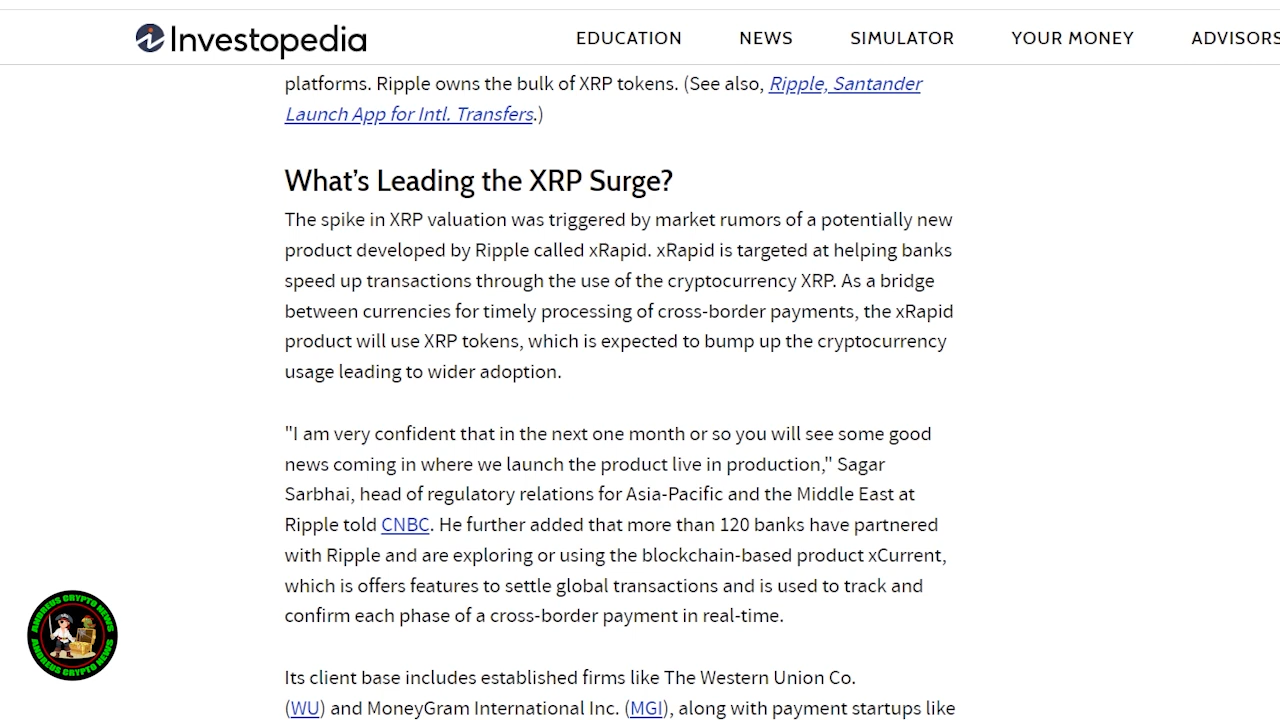 Investopedia
EDUCATION NEWS SIMULATOR YOUR MONEY ADVISORS
platforms. Ripple owns the bulk of XRP tokens. (See also, Ripple, Santander
Launch App for Intl. Transfers.)
What's Leading the XRP Surge?
The spike in XRP valuation was triggered by market rumors of a potentially new
product developed by Ripple called xRapid. xRapid is targeted at helping banks
speed up transactions through the use of the cryptocurrency XRP. As a bridge
between currencies for timely processing of cross-border payments, the xRapid
product will use XRP tokens, which is expected to bump up the cryptocurrency
usage leading to wider adoption.
"I am very confident that in the next one month or so you will see some good
news coming in where we launch the product live in production," Sagar
Sarbhai, head of regulatory relations for Asia-Pacific and the Middle East at
Ripple told CNBC. He further added that more than 120 banks have partnered
with Ripple and are exploring or using the blockchain-based product xCurrent,
which is offers features to settle global transactions and is used to track and
confirm each phase of a cross-border payment in real-time.
Its client base includes established firms like The Western Union Co.
(WU) and MoneyGram International Inc. (MGI), along with payment startups like
ANDREUS CRYPTO NEWS
ANDREUS CRYPTO NEWS